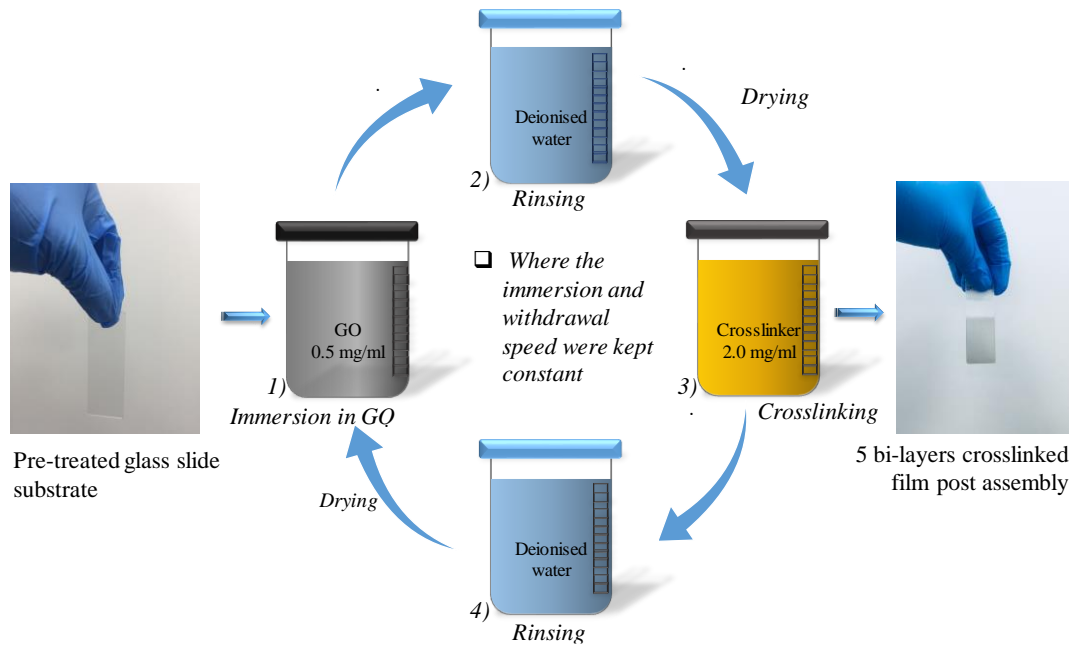 Deionised
water
2)
Rinsing
Drying
GO
0.5 mg/ml
1)
Immersion in GO
❑ Where the
immersion and
withdrawal
speed were kept
constant
Crosslinker
2.0 mg/ml
3)
Crosslinking
Pre-treated glass slide
substrate
5 bi-layers crosslinked
film post assembly
Drying
Deionised
water
4)
Rinsing